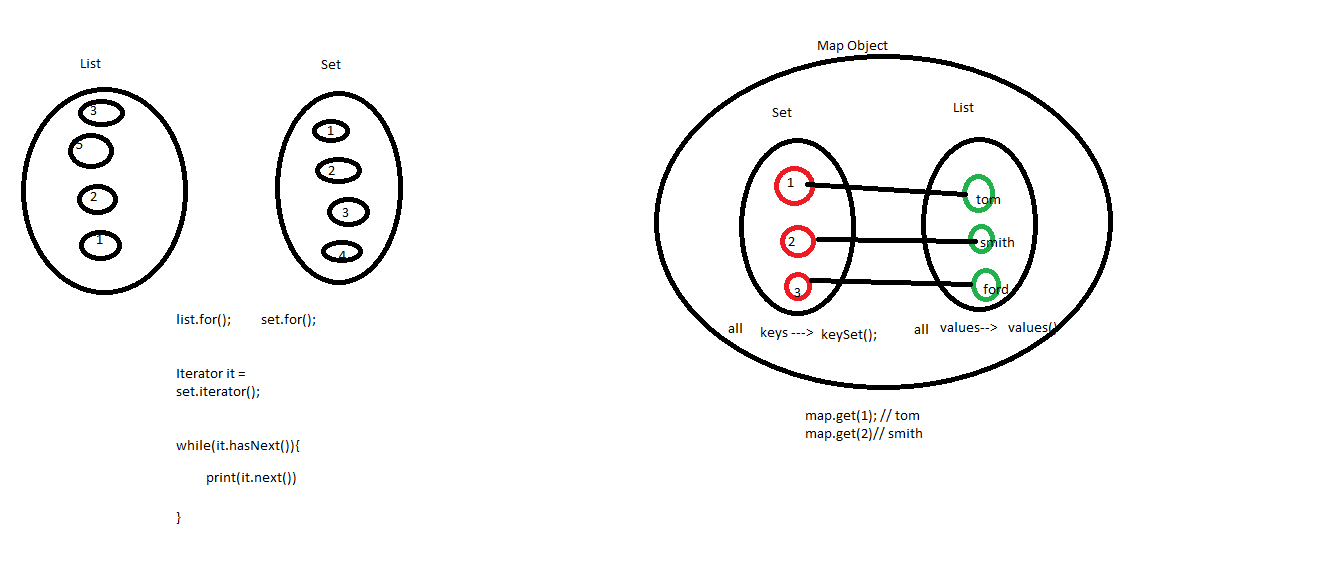 List
3
5
2
1
Set
1
2
3
4
list.for(); set.for();
Iterator it =
set.iterator();
while(it.hasNext()){
print(it.next())
}
Map Object
Set
List
1 tom
2 smith
3 ford
all keys ---> keySet(); all values--> values()
map.get(1); // tom
map.get(2)// smith